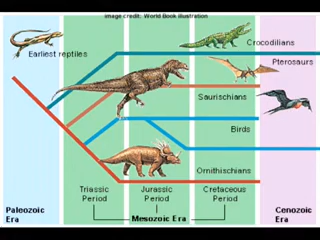 image credit: World Book illustration
Earliest reptiles
Crocodilians
Pterosaurs
Saurischians
Birds
Ornithischians
Triassic
Period
Jurassic
Period
Cretaceous
Period
Paleozoic
Era
Mesozoic Era
Cenozoic
Era